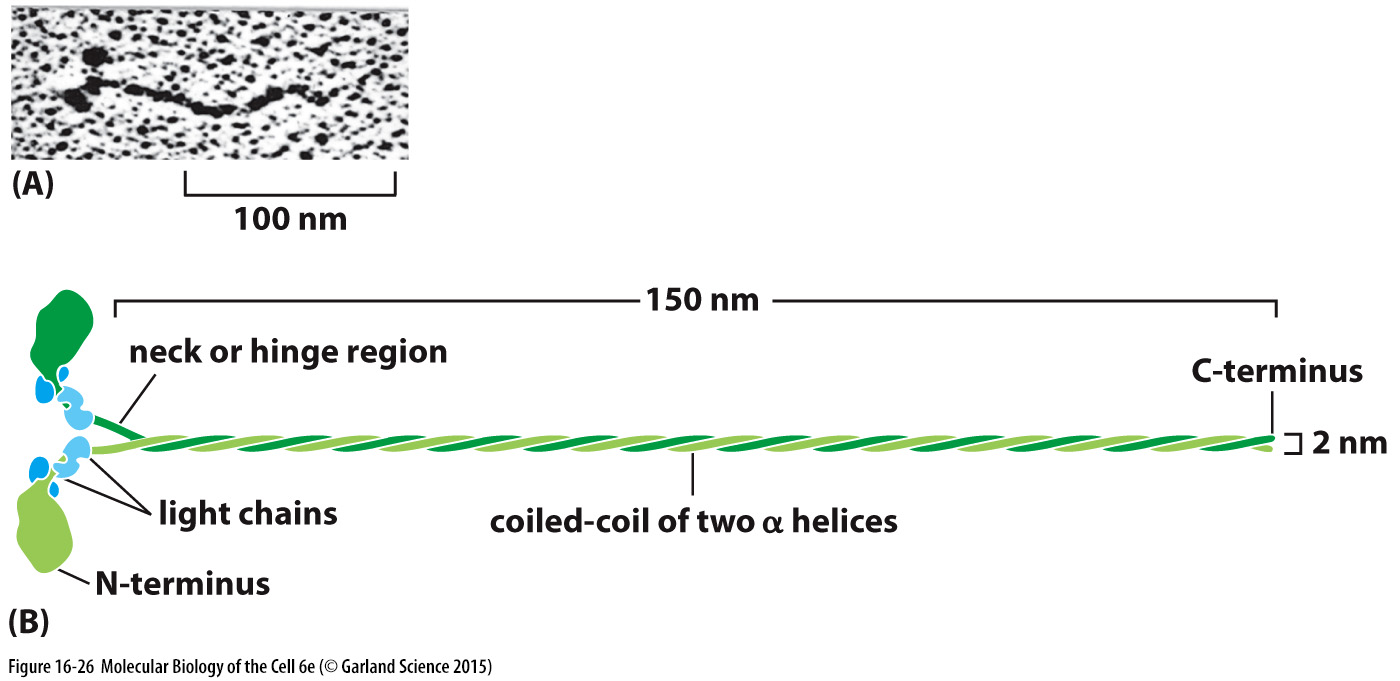 (A)
100 nm
150 nm
neck or hinge region
C-terminus
2 nm
light chains
coiled-coil of two α helices
N-terminus
(B)
Figure 16-26 Molecular Biology of the Cell 6e (© Garland Science 2015)